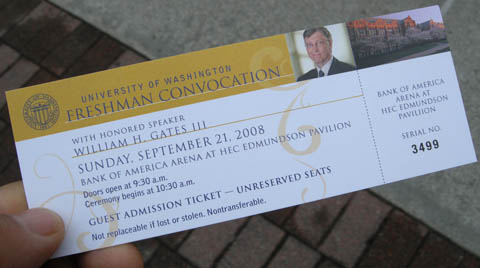 UNIVERSITY OF WASHINGTON
FRESHMAN CONVOCATION
WITH HONORED SPEAKER
WILLIAM H. GATES III
SUNDAY, SEPTEMBER 21, 2008
BANK OF AMERICA ARENA AT HEC EDMUNDSON PAVILION
Doors open at 9:30 a.m.
Ceremony begins at 10:30 a.m.
GUEST ADMISSION TICKET — UNRESERVED SEATS
Not replaceable if lost or stolen. Nontransferable.
BANK OF AMERICA
ARENA AT
HEC EDMUNDSON
PAVILION
SERIAL NO.
3499